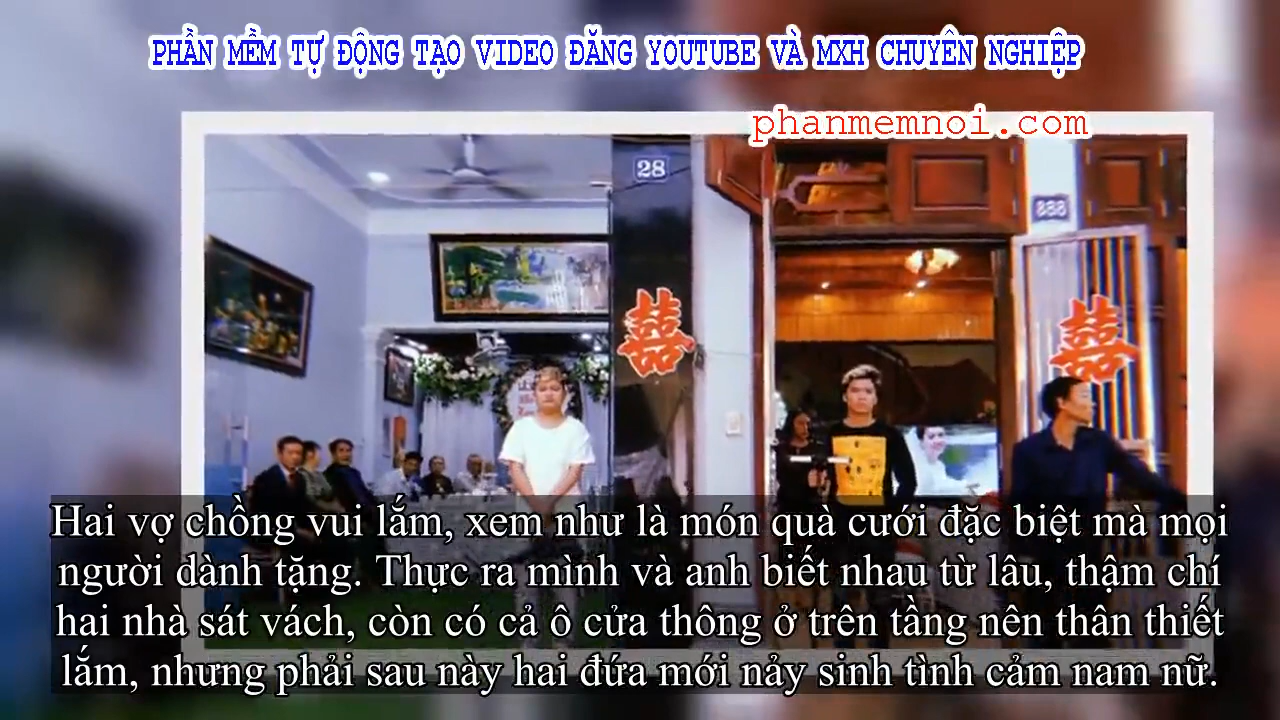 PHẦN MỀM TỰ ĐỘNG TẠO VIDEO ĐĂNG YOUTUBE VÀ MXH CHUYÊN NGHIỆP
phanmemnoi.com
28
888
囍
囍
Hai vợ chồng vui lắm, xem như là món quà cưới đặc biệt mà mọi
người dành tặng. Thực ra mình và anh biết nhau từ lâu, thậm chí
hai nhà sát vách, còn có cả ô cửa thông ở trên tầng nên thân thiết
lắm, nhưng phải sau này hai đứa mới nảy sinh tình cảm nam nữ.